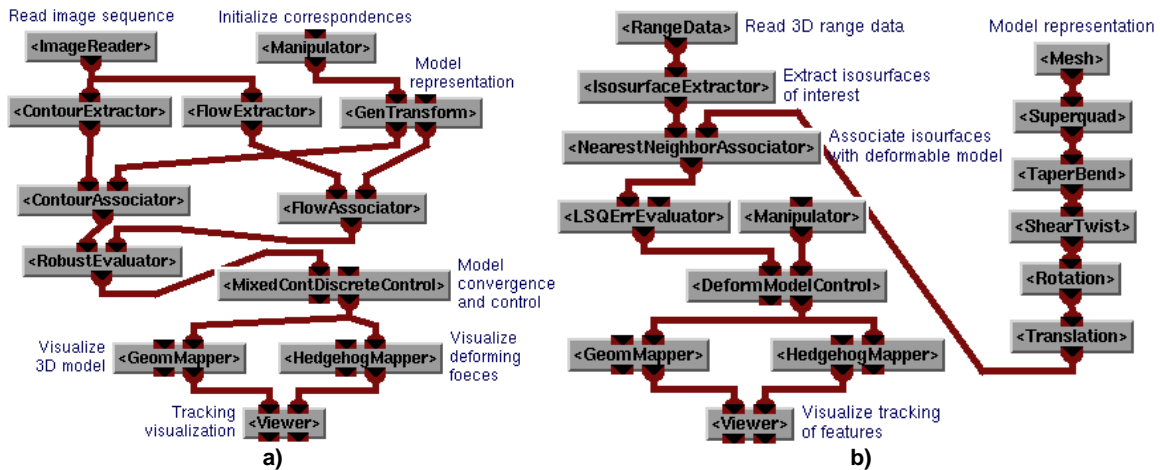 Read image sequence
Initialize correspondences
<ImageReader>
<Manipulator>
Model
representation
<ContourExtractor>
<FlowExtractor>
<GenTransform>
<ContourAssociator>
<FlowAssociator>
<RobustEvaluator>
<MixedContDiscreteControl>
Model
convergence
and control
Visualize
3D model
<GeomMapper>
<HedgehogMapper>
Visualize
deforming
foeces
Tracking
visualization
<Viewer>
a)
<RangeData>
Read 3D range data
<IsosurfaceExtractor>
Extract isosurfaces
of interest
<NearestNeighborAssociator>
Associate isourfaces
with deformable model
<LSQErrEvaluator>
<Manipulator>
<DeformModelControl>
<GeomMapper>
<HedgehogMapper>
<Viewer>
Visualize tracking
of features
Model representation
<Mesh>
<Superquad>
<TaperBend>
<ShearTwist>
<Rotation>
<Translation>
b)